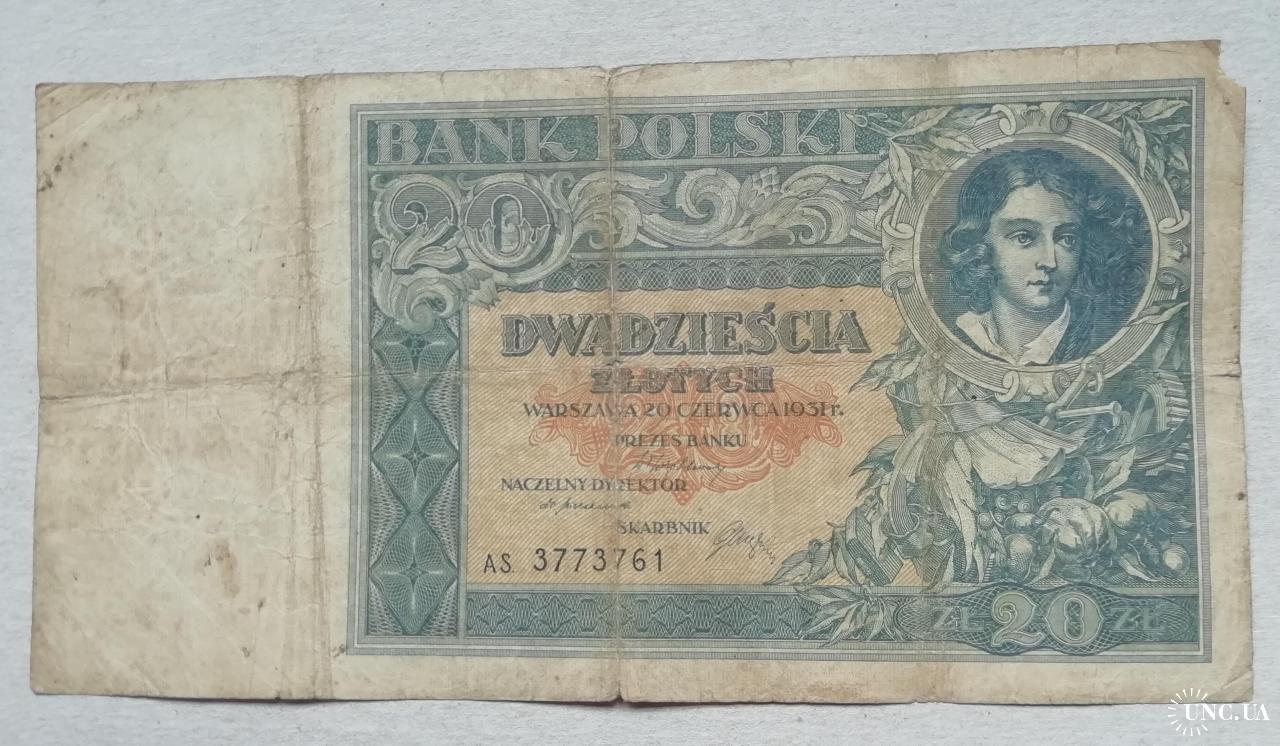 BANK POLSKI
20
DWADZIEŚCIA
ZŁOTYCH
WARSZAWA 20 CZERWCA 1931 r.
PREZES BANKU
NACZELNY DYREKTOR
SKARBNIK
AS. 3773761
ZŁ 20 ZŁ
UNC.UA